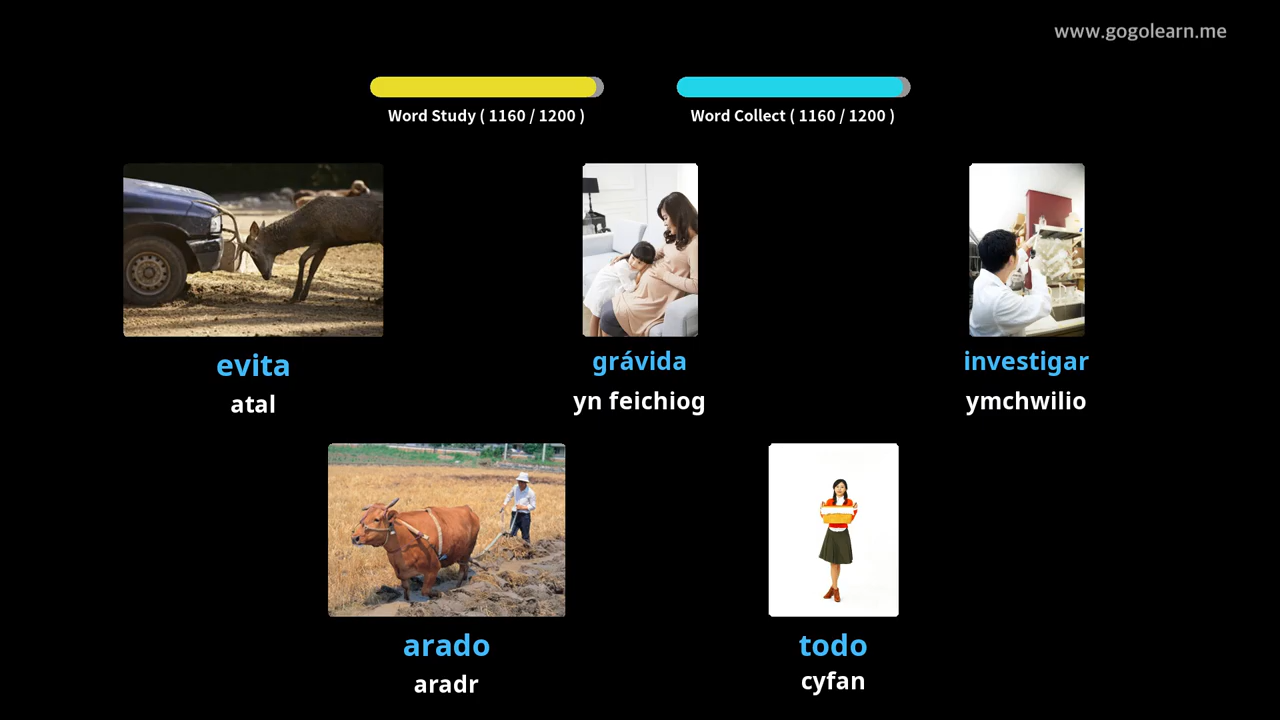 www.gogolearn.me
Word Study ( 1160 / 1200 )
Word Collect ( 1160 / 1200 )
evita
atal
grávida
yn feichiog
investigar
ymchwilio
arado
aradr
todo
cyfan